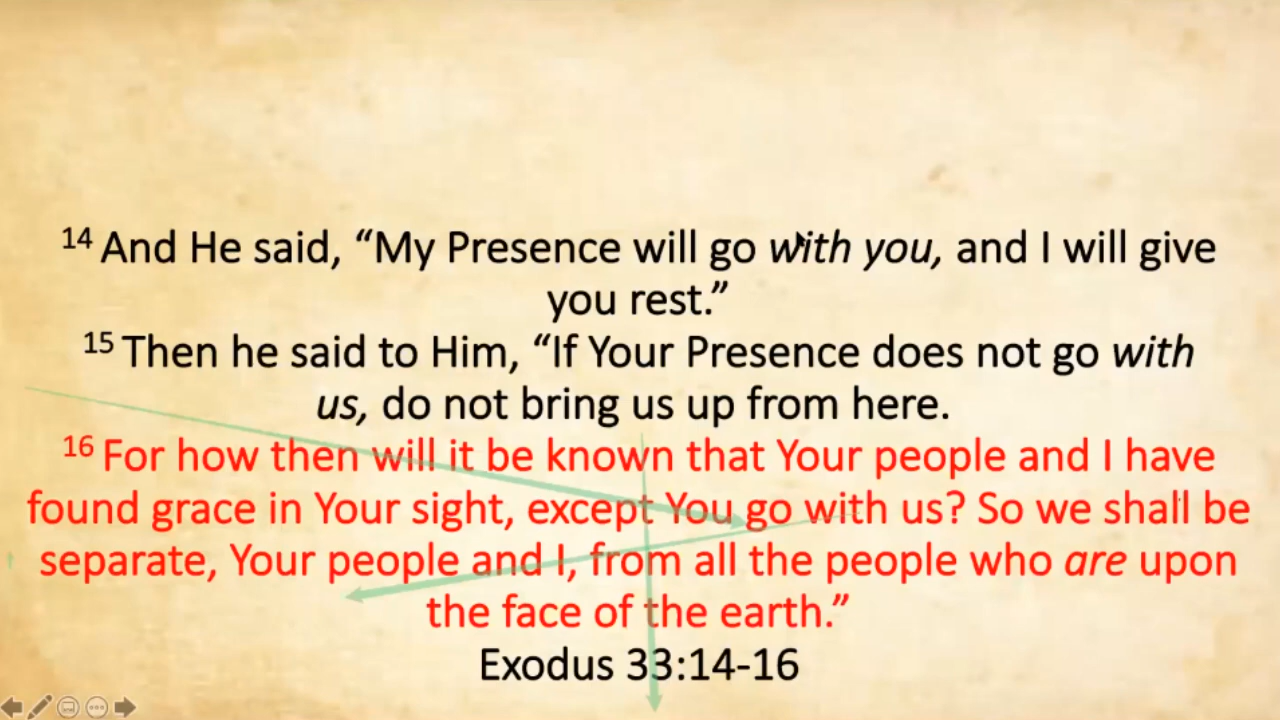 14 And He said, “My Presence will go with you, and I will give
you rest.”
15 Then he said to Him, “If Your Presence does not go with
us, do not bring us up from here.
16 For how then will it be known that Your people and I have
found grace in Your sight, except You go with us? So we shall be
separate, Your people and I, from all the people who are upon
the face of the earth.”
Exodus 33:14-16